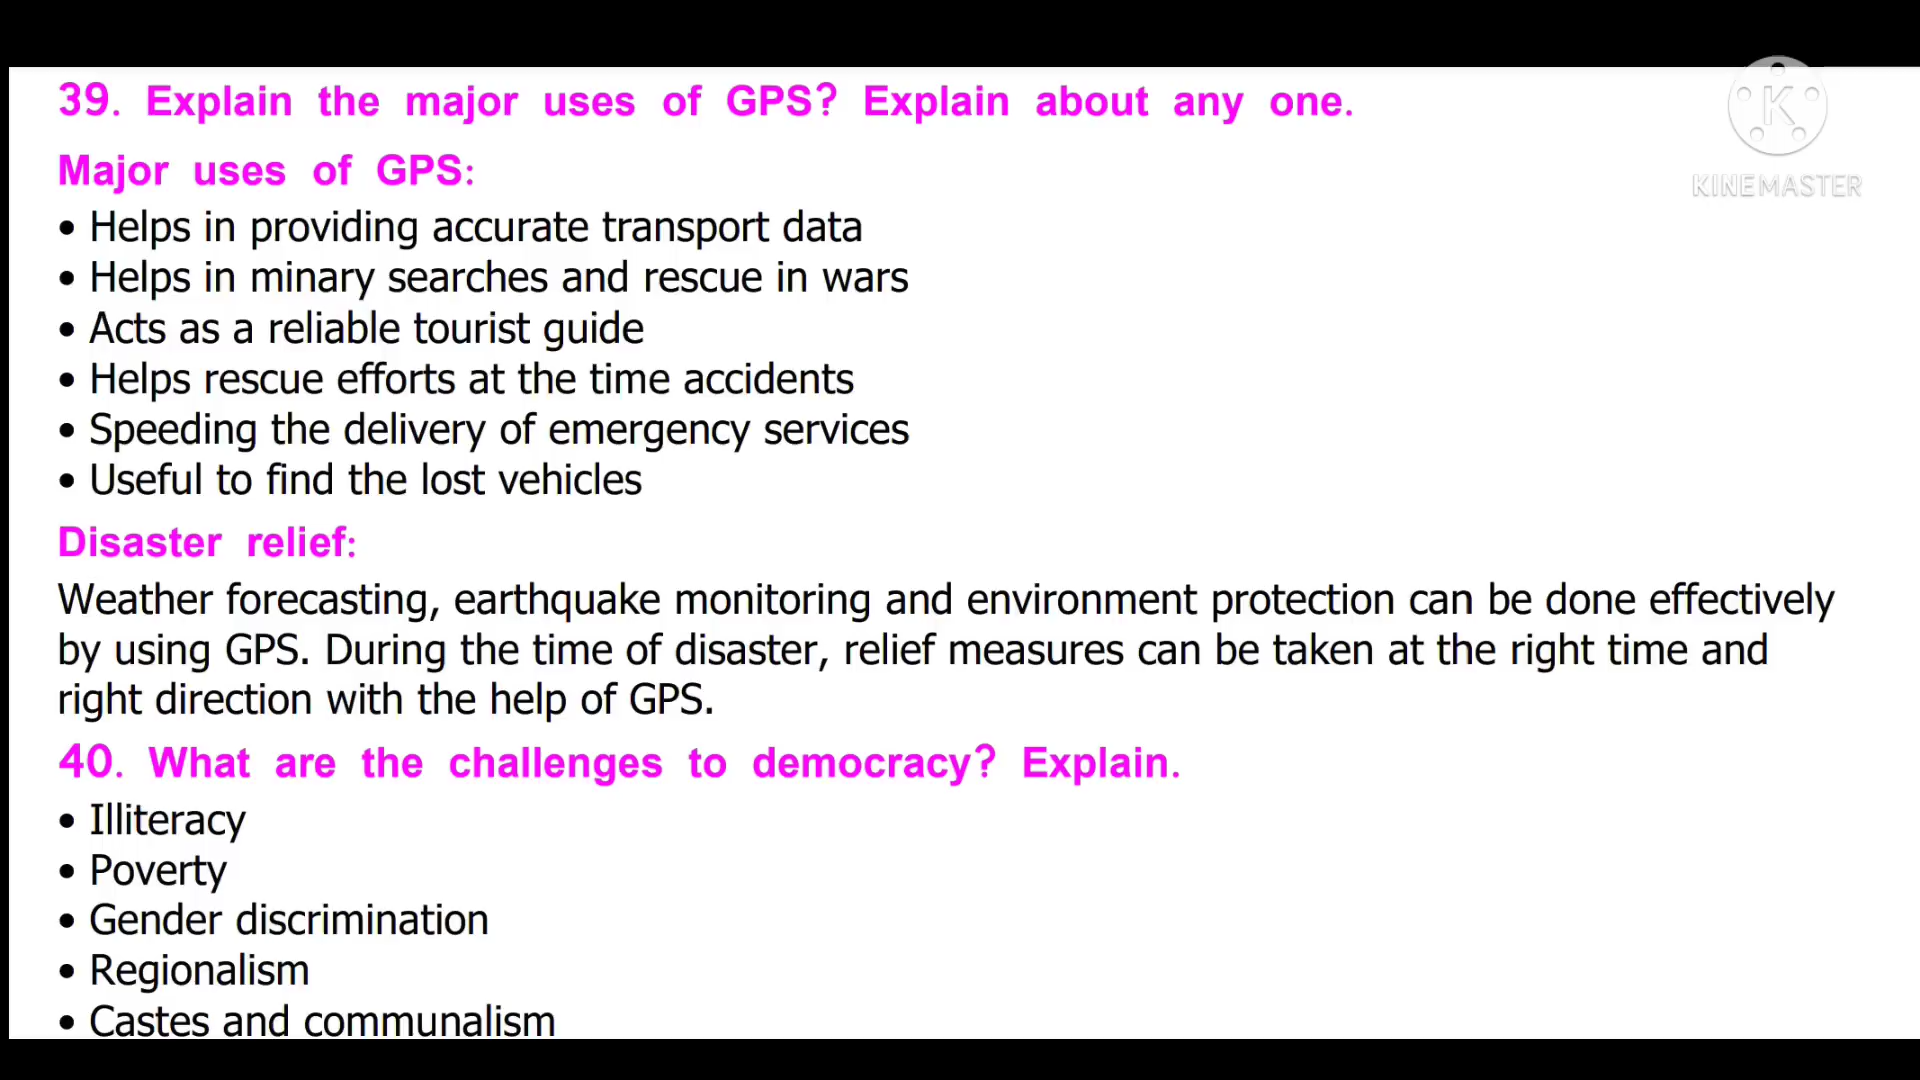 39. Explain the major uses of GPS? Explain about any one.
K
KINEMASTER
Major uses of GPS:
• Helps in providing accurate transport data
• Helps in minary searches and rescue in wars
• Acts as a reliable tourist guide
• Helps rescue efforts at the time accidents
• Speeding the delivery of emergency services
• Useful to find the lost vehicles
Disaster relief:
Weather forecasting, earthquake monitoring and environment protection can be done effectively
by using GPS. During the time of disaster, relief measures can be taken at the right time and
right direction with the help of GPS.
40. What are the challenges to democracy? Explain.
• Illiteracy
• Poverty
• Gender discrimination
• Regionalism
• Castes and communalism